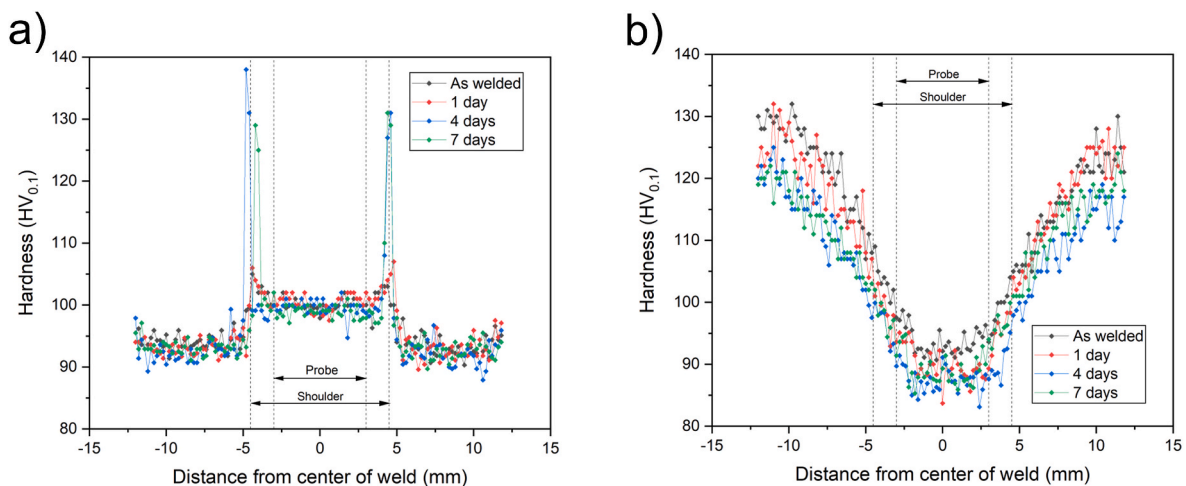 a)
140
130
120
110
100
90
80
-15
-10
-5
0
5
10
15
Hardness (HV0.1)
Distance from center of weld (mm)
As welded
1 day
4 days
7 days
Probe
Shoulder
b)
140
130
120
110
100
90
80
-15
-10
-5
0
5
10
15
Hardness (HV0.1)
Distance from center of weld (mm)
Probe
Shoulder
As welded
1 day
4 days
7 days